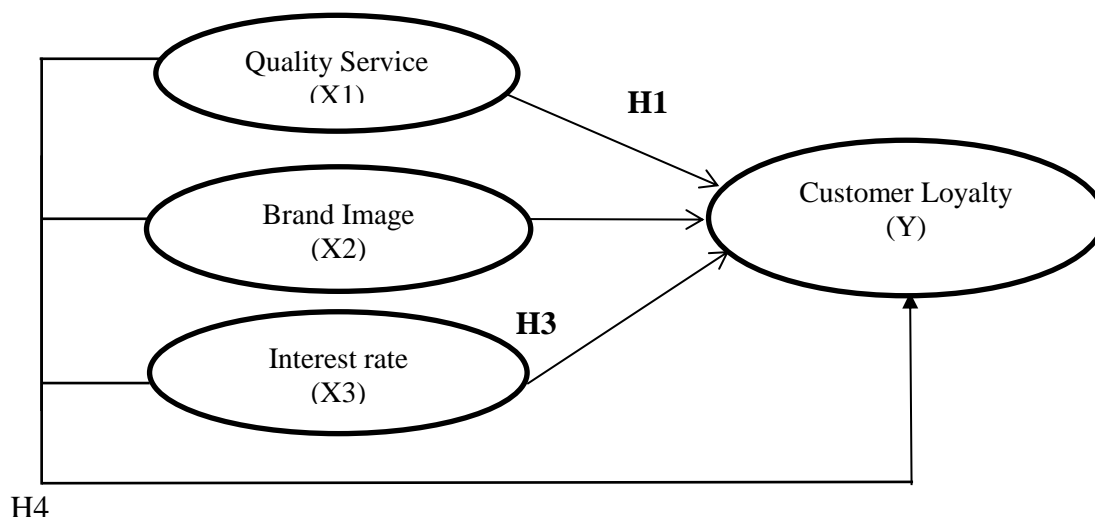 Quality Service
(X1)
H1
Customer Loyalty
(Y)
Brand Image
(X2)
H3
Interest rate
(X3)
H4